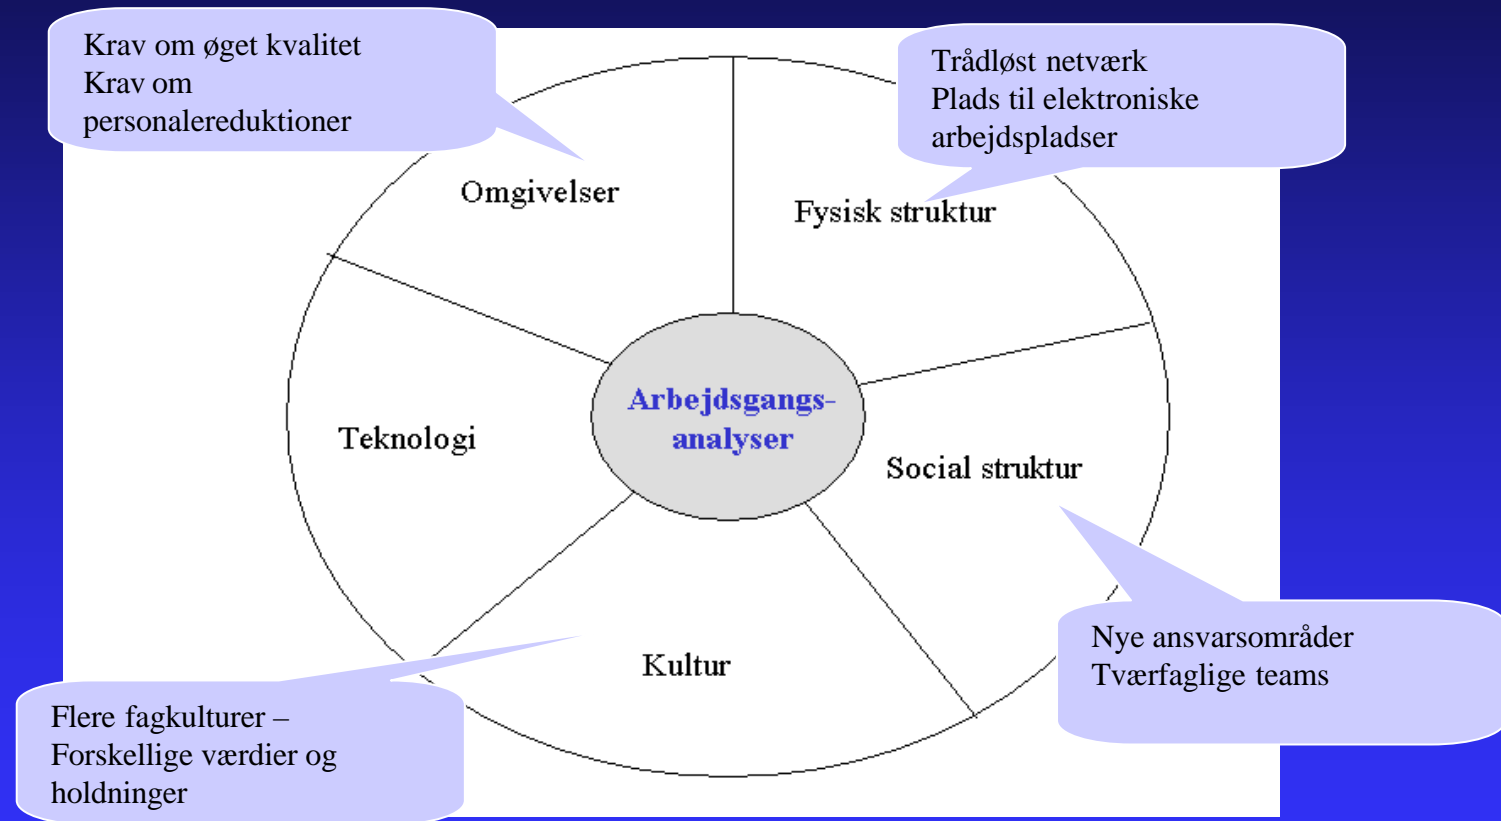 Krav om øget kvalitet
Krav om
personalereduktioner
Trådløst netværk
Plads til elektroniske
arbejdspladser
Omgivelser
Fysisk struktur
Arbejdsgangs-
analyser
Teknologi
Social struktur
Kultur
Nye ansvarsområder
Tværfaglige teams
Flere fagkulturer –
Forskellige værdier og
holdninger